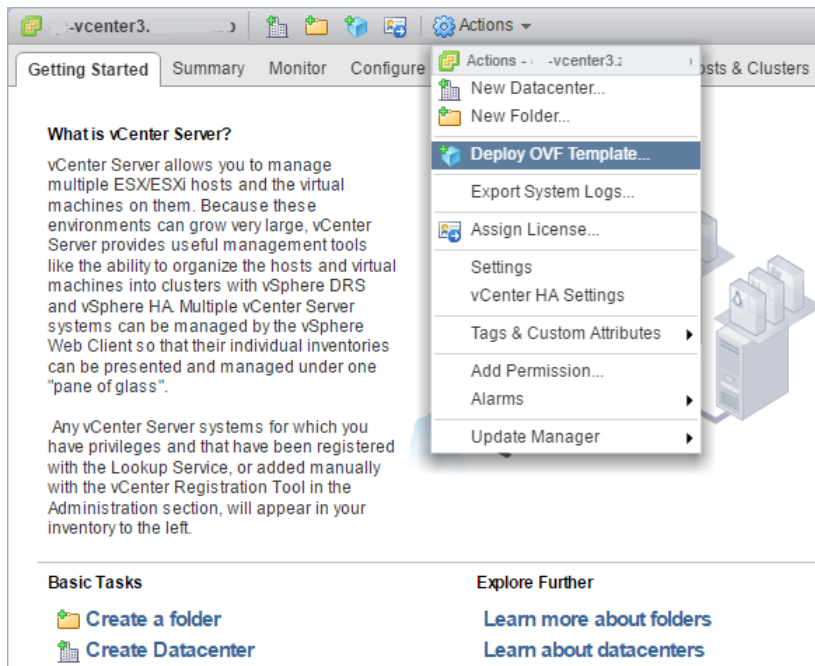 -vcenter3.
Actions
Getting Started Summary Monitor Configure
Actions - -vcenter3.
osts & Clusters
New Datacenter...
New Folder...
Deploy OVF Template...
Export System Logs...
Assign License...
Settings
vCenter HA Settings
Tags & Custom Attributes
Add Permission...
Alarms
Update Manager
What is vCenter Server?
vCenter Server allows you to manage
multiple ESX/ESXi hosts and the virtual
machines on them. Because these
environments can grow very large, vCenter
Server provides useful management tools
like the ability to organize the hosts and virtual
machines into clusters with vSphere DRS
and vSphere HA. Multiple vCenter Server
systems can be managed by the vSphere
Web Client so that their individual inventories
can be presented and managed under one
"pane of glass".
Any vCenter Server systems for which you
have privileges and that have been registered
with the Lookup Service, or added manually
with the vCenter Registration Tool in the
Administration section, will appear in your
inventory to the left.
Basic Tasks
Create a folder
Create Datacenter
Explore Further
Learn more about folders
Learn about datacenters